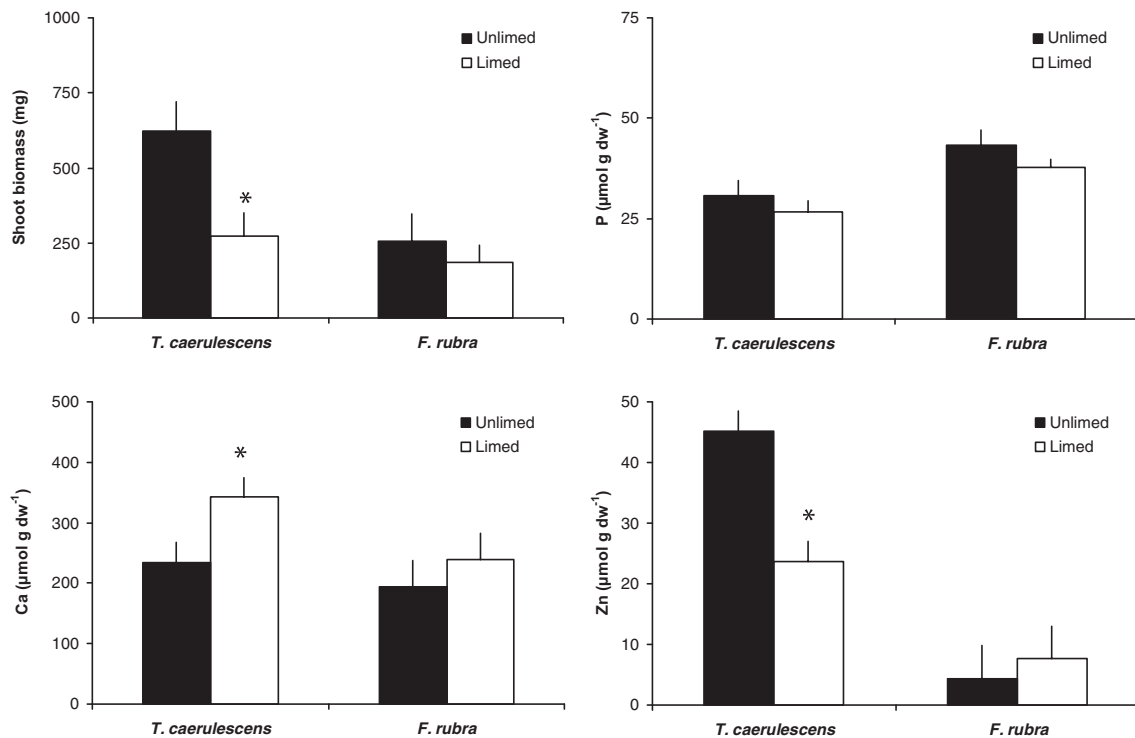 1000
750
500
250
0
Shoot biomass (mg)
Unlimed
Limed
*
T. caerulescens
F. rubra
75
50
25
0
P (µmol g dw⁻¹)
Unlimed
Limed
T. caerulescens
F. rubra
500
400
300
200
100
0
Ca (µmol g dw⁻¹)
Unlimed
Limed
*
T. caerulescens
F. rubra
50
40
30
20
10
0
Zn (µmol g dw⁻¹)
Unlimed
Limed
*
T. caerulescens
F. rubra